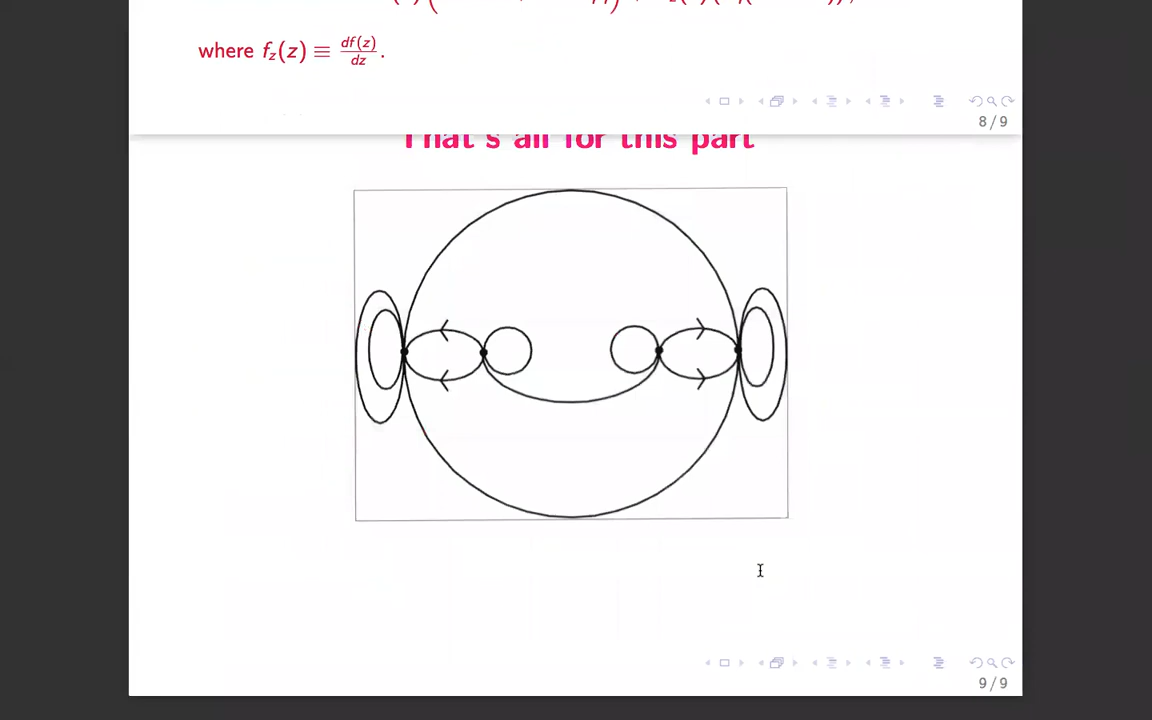 where f_z(z) ≡ df(z)/dz.
8 / 9
That's all for this part
9 / 9